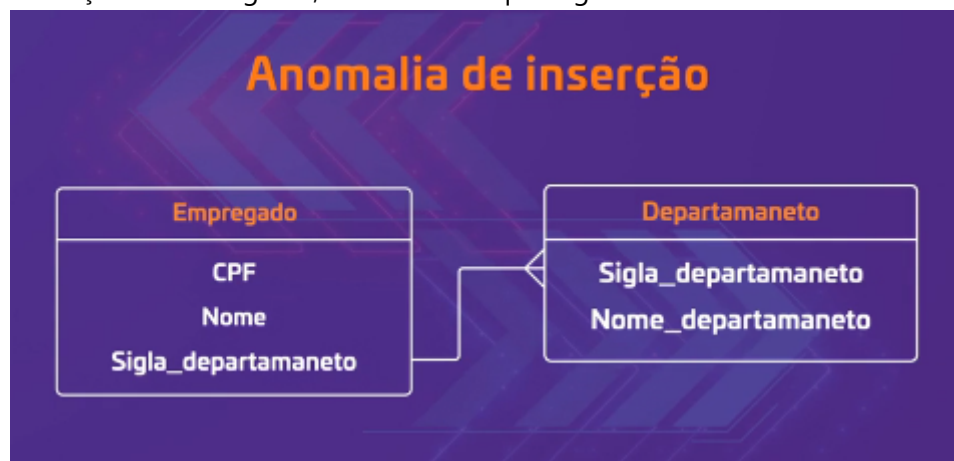 Anomalia de inserção
Empregado
CPF
Nome
Sigla_departamaneto
Departamaneto
Sigla_departamaneto
Nome_departamaneto